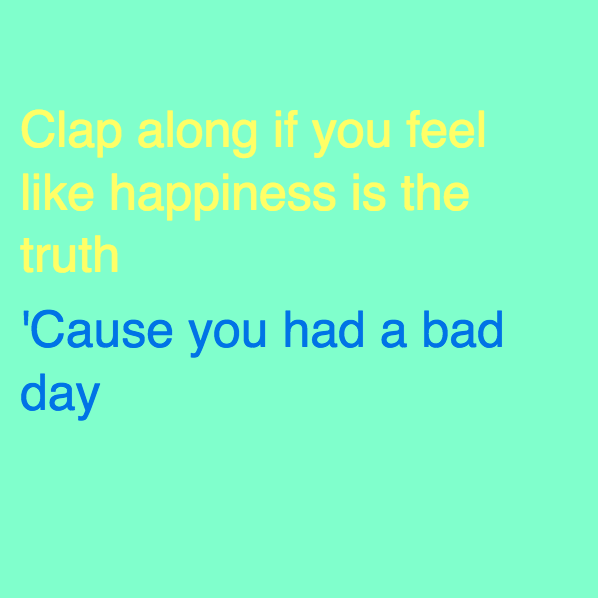 Clap along if you feel
like happiness is the
truth
'Cause you had a bad
day